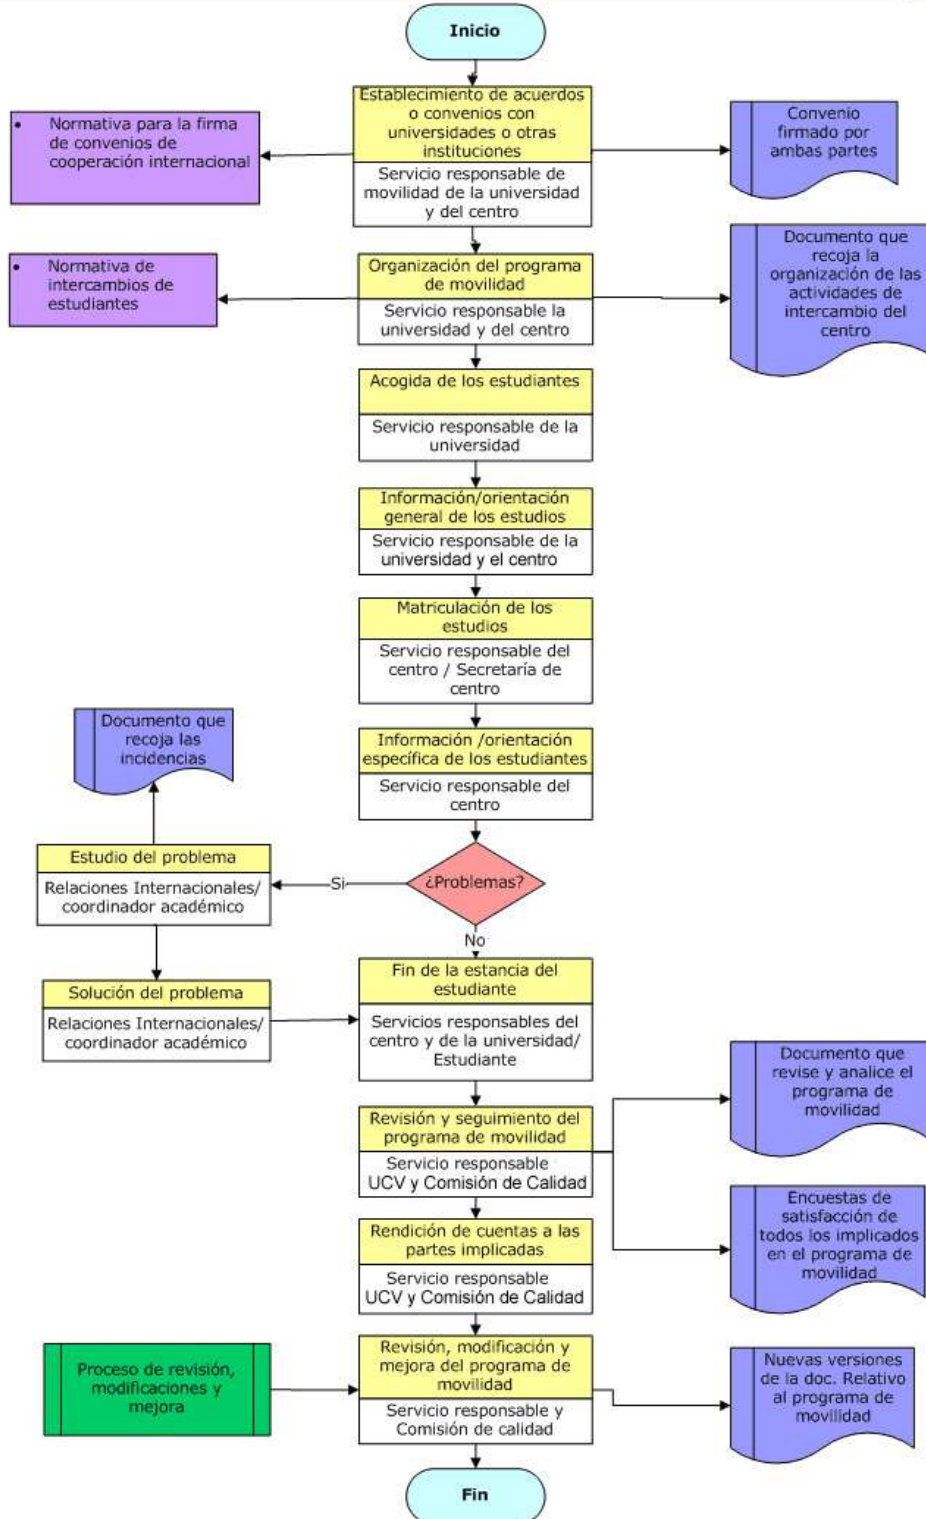 Inicio
Establecimiento de acuerdos
o convenios con
universidades o otras
instituciones
Servicio responsable de
movilidad de la universidad
y del centro
• Normativa para la firma
de convenios de
cooperación internacional
Convenio
firmado por
ambas partes
Organización del programa
de movilidad
Servicio responsable la
universidad y del centro
• Normativa de
intercambios de
estudiantes
Documento que
recoja la
organización de las
actividades de
intercambio del
centro
Acogida de los estudiantes
Servicio responsable de la
universidad
Información/orientación
general de los estudios
Servicio responsable de la
universidad y el centro
Matriculación de los
estudios
Servicio responsable del
centro / Secretaría de
centro
Información /orientación
específica de los estudiantes
Servicio responsable del
centro
¿Problemas?
Si
No
Documento que
recoja las
incidencias
Estudio del problema
Relaciones Internacionales/
coordinador académico
Solución del problema
Relaciones Internacionales/
coordinador académico
Fin de la estancia del
estudiante
Servicios responsables del
centro y de la universidad/
Estudiante
Revisión y seguimiento del
programa de movilidad
Servicio responsable
UCV y Comisión de Calidad
Documento que
revise y analice el
programa de
movilidad
Encuestas de
satisfacción de
todos los implicados
en el programa de
movilidad
Rendición de cuentas a las
partes implicadas
Servicio responsable
UCV y Comisión de Calidad
Proceso de revisión,
modificaciones y
mejora
Revisión, modificación y
mejora del programa de
movilidad
Servicio responsable y
Comisión de calidad
Nuevas versiones
de la doc. Relativo
al programa de
movilidad
Fin